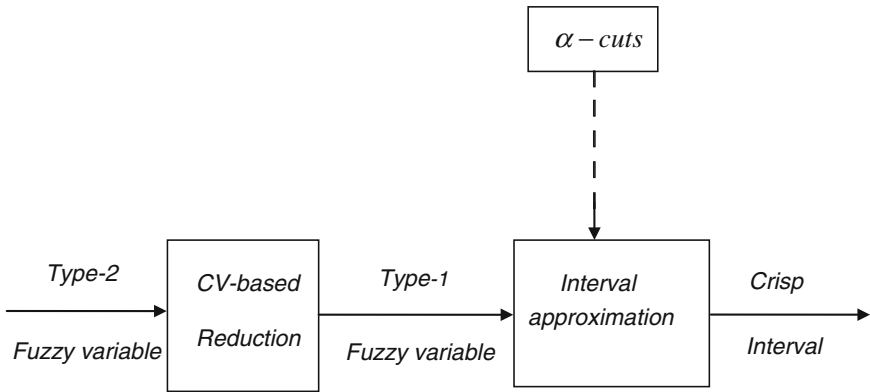 α – cuts
Type-2
Fuzzy variable
CV-based
Reduction
Type-1
Fuzzy variable
Interval
approximation
Crisp
Interval